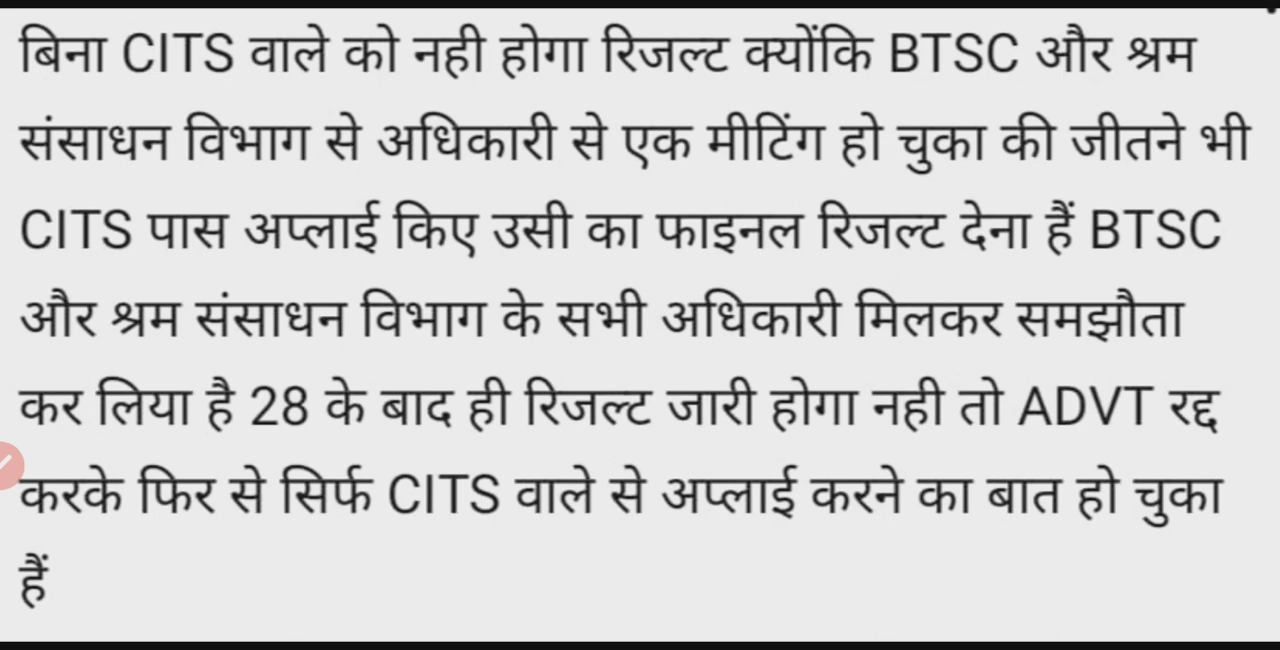 बिना CITS वाले को नही होगा रिजल्ट क्योंकि BTSC और श्रम
संसाधन विभाग से अधिकारी से एक मीटिंग हो चुका की जीतने भी
CITS पास अप्लाई किए उसी का फाइनल रिजल्ट देना हैं BTSC
और श्रम संसाधन विभाग के सभी अधिकारी मिलकर समझौता
कर लिया है 28 के बाद ही रिजल्ट जारी होगा नही तो ADVT रद्द
करके फिर से सिर्फ CITS वाले से अप्लाई करने का बात हो चुका
हैं